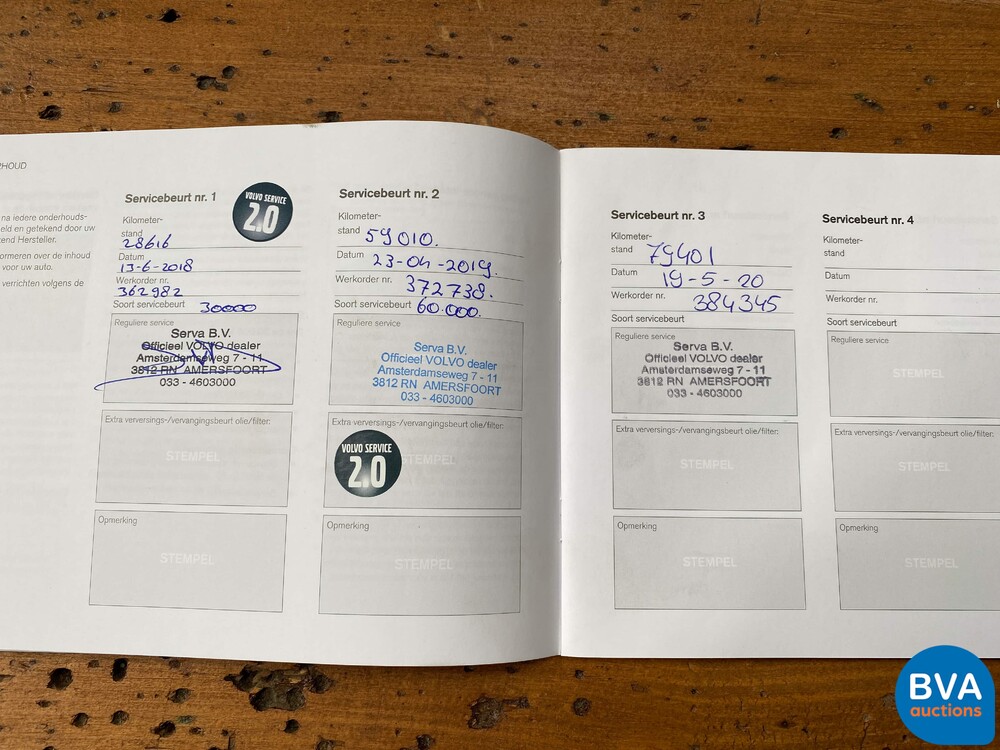 RHOUD
na iedere onderhouds-
eld en getekend door uw
end Hersteller.
ormeren over de inhoud
voor uw auto.
verrichten volgens de
Servicebeurt nr. 1
VOLVO SERVICE
2.0
Kilometer-
stand 28616
Datum 13-6-2018
Werkorder nr. 362982
Soort servicebeurt 30000
Reguliere service
Serva B.V.
Officieel VOLVO dealer
Amsterdamseweg 7 - 11
3812 RN AMERSFOORT
033 - 4603000
Extra verversings-/vervangingsbeurt olie/filter:
STEMPEL
Opmerking
STEMPEL
Servicebeurt nr. 2
Kilometer-
stand 59010.
Datum 23-04-2019.
Werkorder nr. 372738.
Soort servicebeurt 60.000.
Reguliere service
Serva B.V.
Officieel VOLVO dealer
Amsterdamseweg 7 - 11
3812 RN AMERSFOORT
033 - 4603000
Extra verversings-/vervangingsbeurt olie/filter:
VOLVO SERVICE
2.0
STEMPEL
Opmerking
STEMPEL
Servicebeurt nr. 3
Kilometer-
stand 79401
Datum 19-5-20
Werkorder nr. 384345
Soort servicebeurt
Reguliere service
Serva B.V.
Officieel VOLVO dealer
Amsterdamseweg 7 - 11
3812 RN AMERSFOORT
033 - 4603000
Extra verversings-/vervangingsbeurt olie/filter:
STEMPEL
Opmerking
STEMPEL
Servicebeurt nr. 4
Kilometer-
stand
Datum
Werkorder nr.
Soort servicebeurt
Reguliere service
STEMPEL
Extra verversings-/vervangingsbeurt olie/filter:
STEMPEL
Opmerking
STEMPEL
BVA
auctions